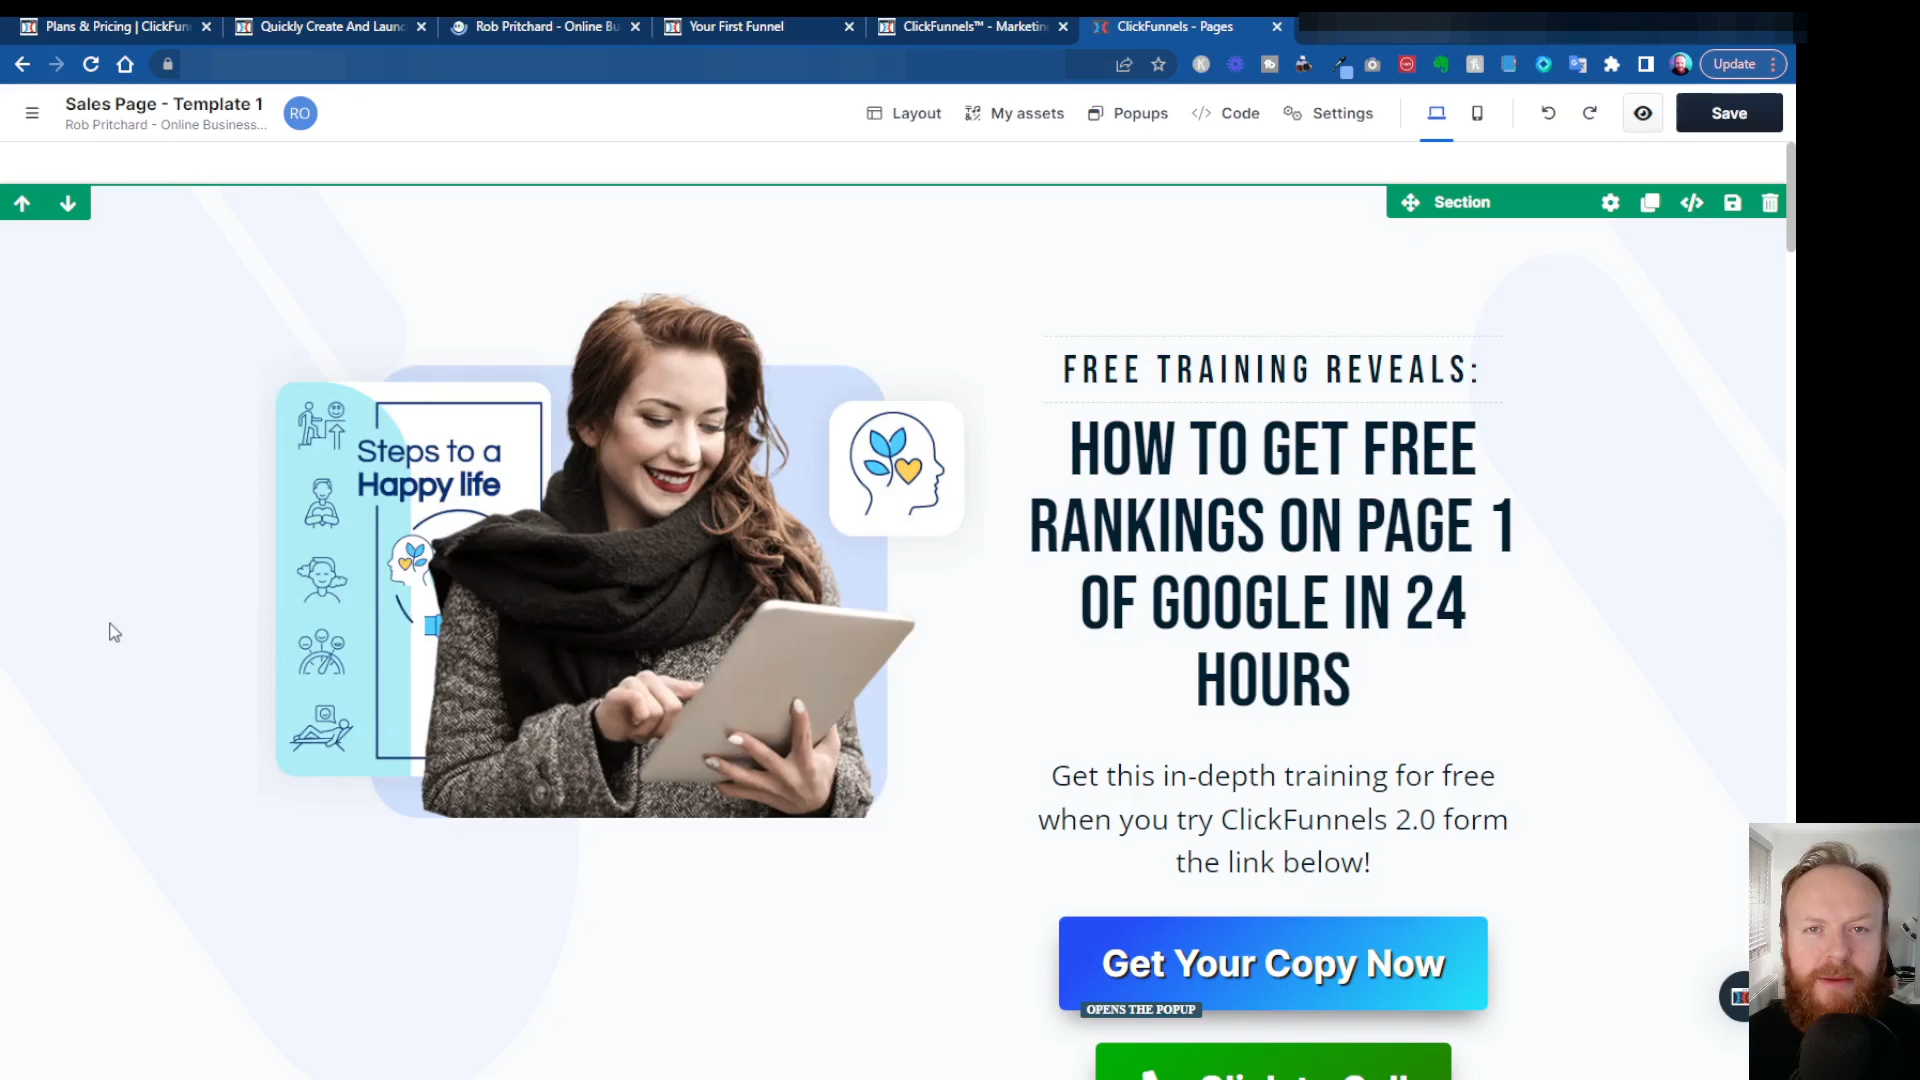 Plans & Pricing | ClickFun
Quickly Create And Launc
Rob Pritchard - Online Bu
Your First Funnel
ClickFunnels™ - Marketin
ClickFunnels - Pages
Update
Sales Page - Template 1
Rob Pritchard - Online Business...
RO
Layout
My assets
Popups
Code
Settings
Save
Section
FREE TRAINING REVEALS:
HOW TO GET FREE
RANKINGS ON PAGE 1
OF GOOGLE IN 24
HOURS
Steps to a
Happy life
Get this in-depth training for free
when you try ClickFunnels 2.0 form
the link below!
Get Your Copy Now
OPENS THE POPUP